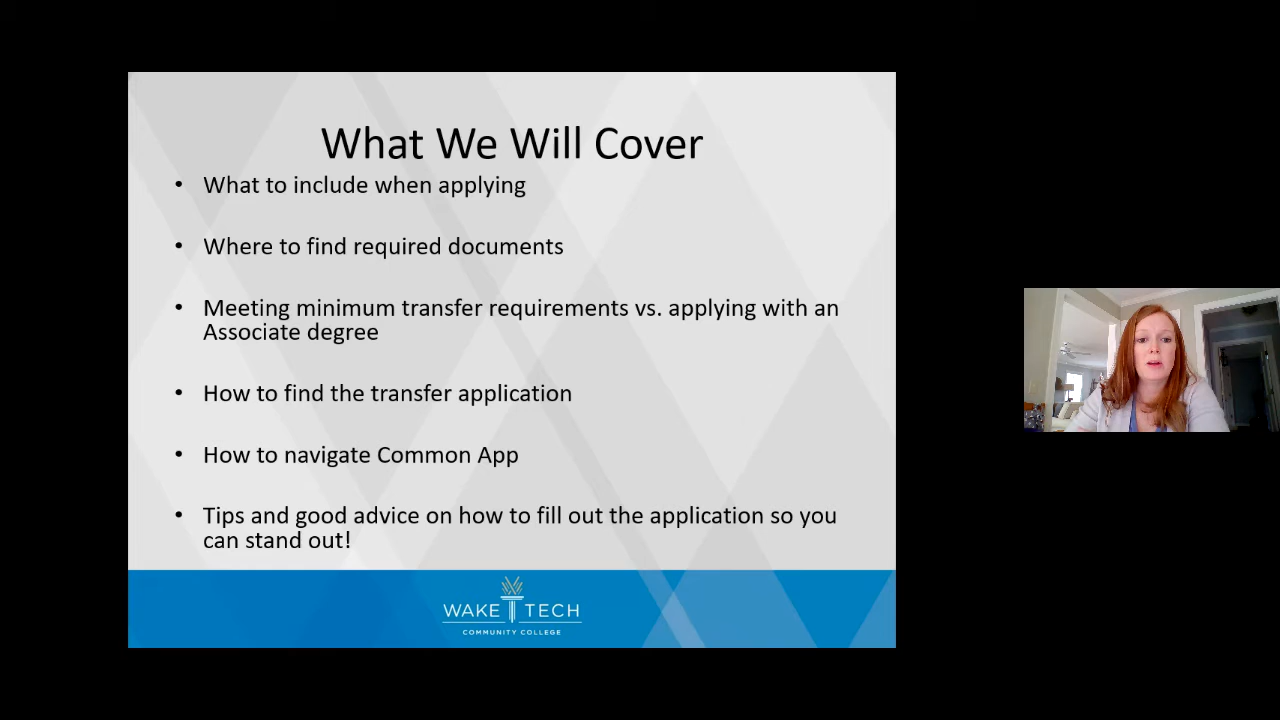 What We Will Cover
• What to include when applying
• Where to find required documents
• Meeting minimum transfer requirements vs. applying with an
Associate degree
• How to find the transfer application
• How to navigate Common App
• Tips and good advice on how to fill out the application so you
can stand out!
WAKE TECH
COMMUNITY COLLEGE